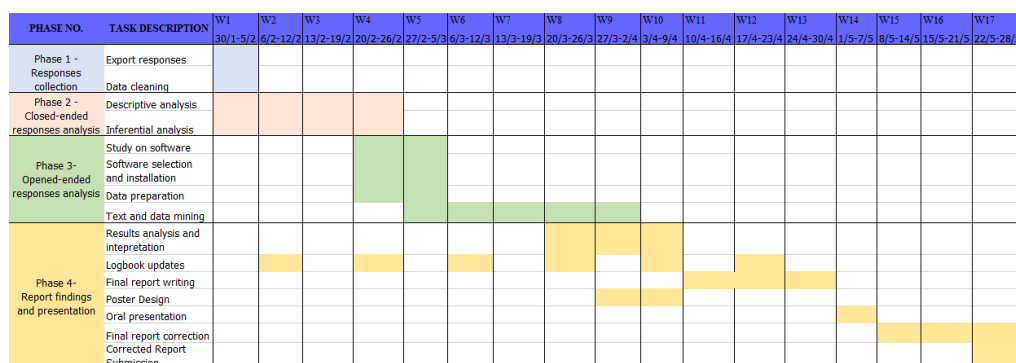 PHASE NO. TASK DESCRIPTION W1 W2 W3 W4 W5 W6 W7 W8 W9 W10 W11 W12 W13 W14 W15 W16 W17
30/1-5/2 6/2-12/2 13/2-19/2 20/2-26/2 27/2-5/3 6/3-12/3 13/3-19/3 20/3-26/3 27/3-2/4 3/4-9/4 10/4-16/4 17/4-23/4 24/4-30/4 1/5-7/5 8/5-14/5 15/5-21/5 22/5-28/
Phase 1 -
Responses
collection
Export responses
Data cleaning
Phase 2 -
Closed-ended
responses analysis
Descriptive analysis
Inferential analysis
Phase 3-
Opened-ended
responses analysis
Study on software
Software selection
and installation
Data preparation
Text and data mining
Phase 4-
Report findings
and presentation
Results analysis and
intepretation
Logbook updates
Final report writing
Poster Design
Oral presentation
Final report correction
Corrected Report
Submission